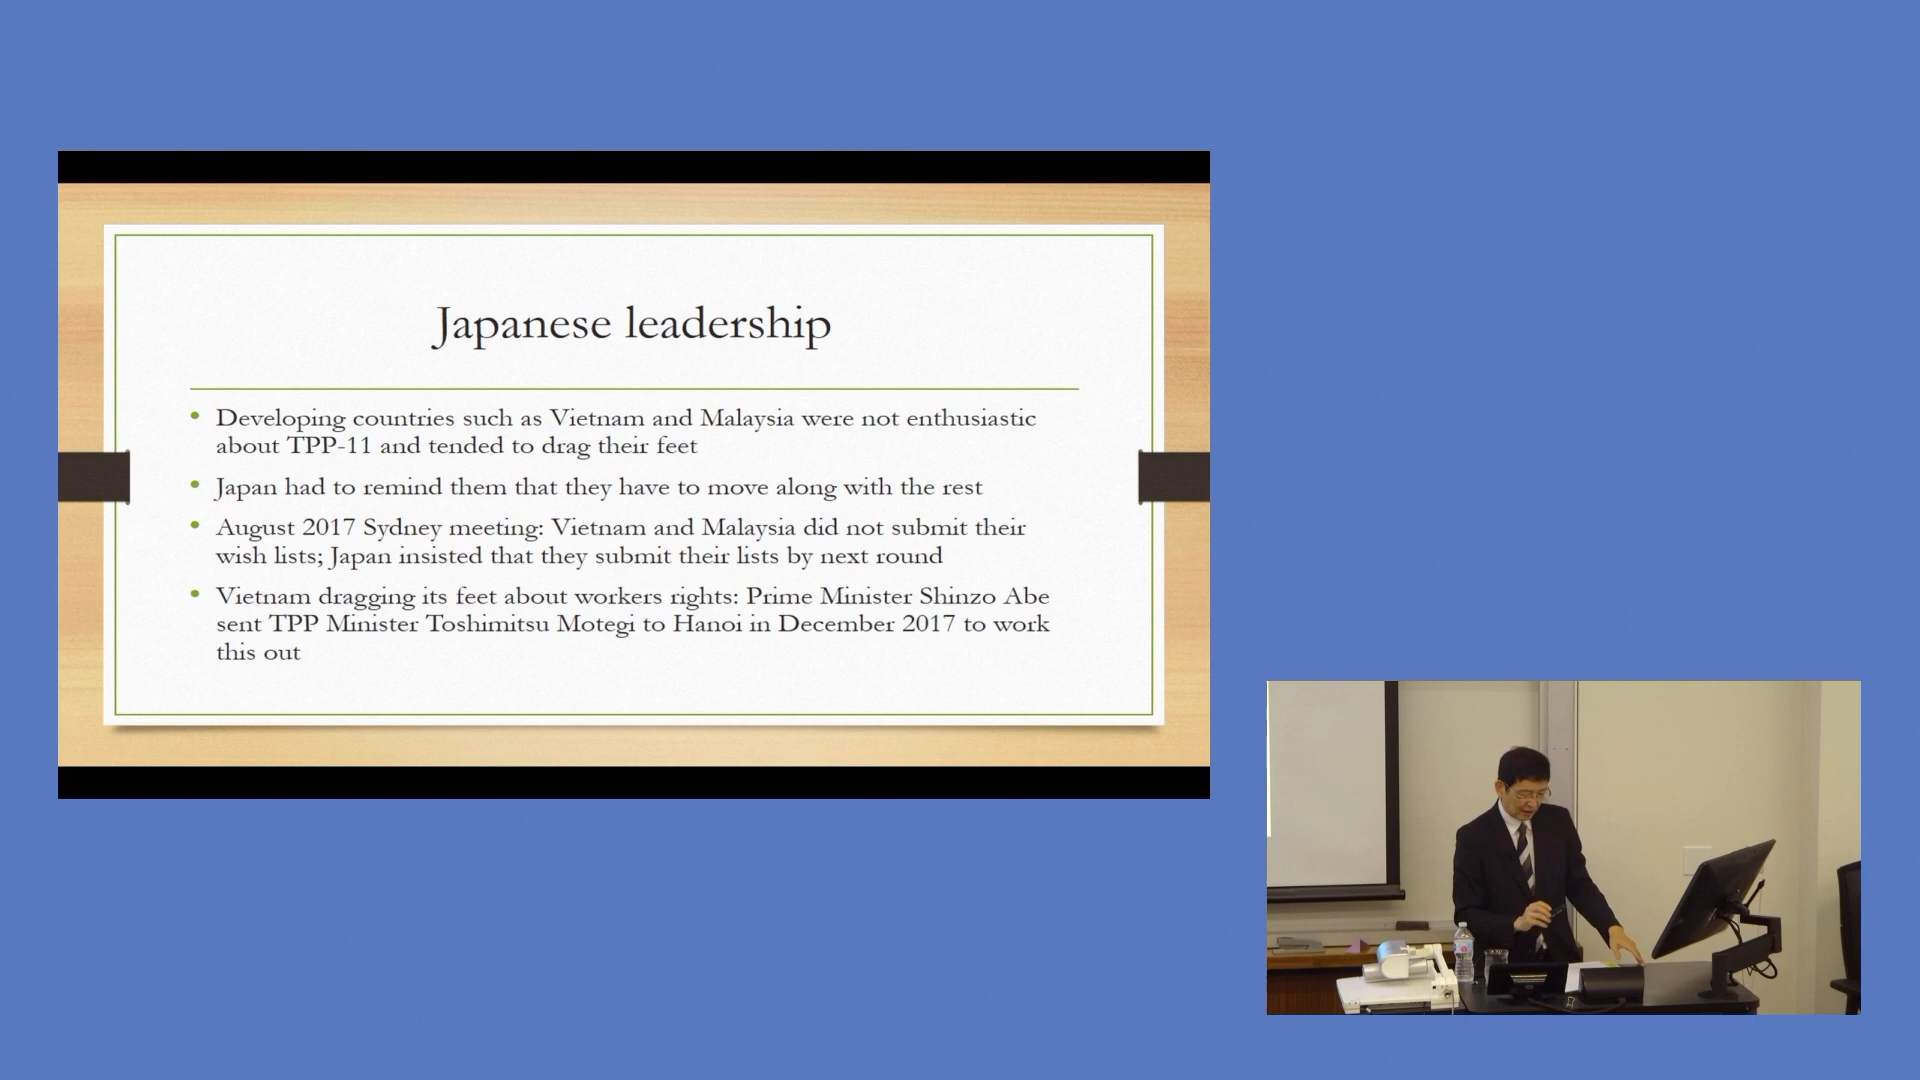 Japanese leadership
• Developing countries such as Vietnam and Malaysia were not enthusiastic
about TPP-11 and tended to drag their feet
• Japan had to remind them that they have to move along with the rest
• August 2017 Sydney meeting: Vietnam and Malaysia did not submit their
wish lists; Japan insisted that they submit their lists by next round
• Vietnam dragging its feet about workers rights: Prime Minister Shinzo Abe
sent TPP Minister Toshimitsu Motegi to Hanoi in December 2017 to work
this out